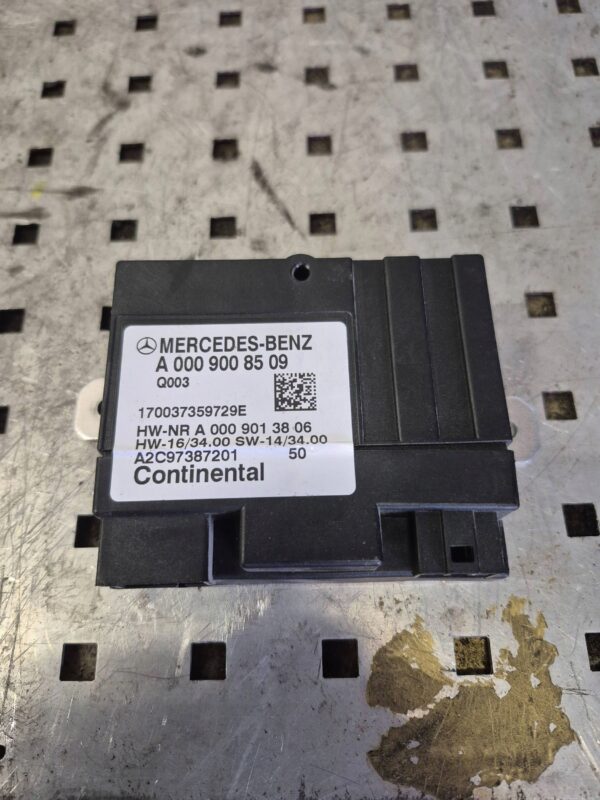 MERCEDES-BENZ
A 000 900 85 09
Q003
170037359729E
HW-NR A 000 901 38 06
HW-16/34.00 SW-14/34.00
A2C97387201 50
Continental